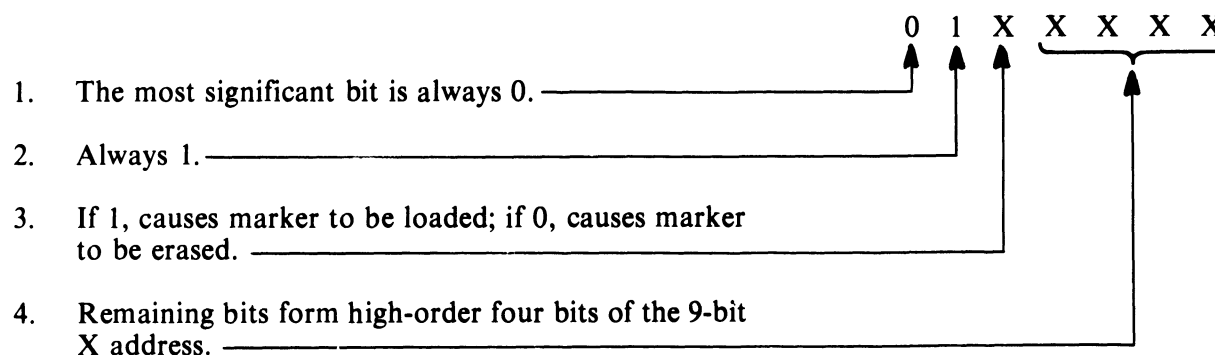 0 1 X X X X X
1. The most significant bit is always 0.
2. Always 1.
3. If 1, causes marker to be loaded; if 0, causes marker
to be erased.
4. Remaining bits form high-order four bits of the 9-bit
X address.